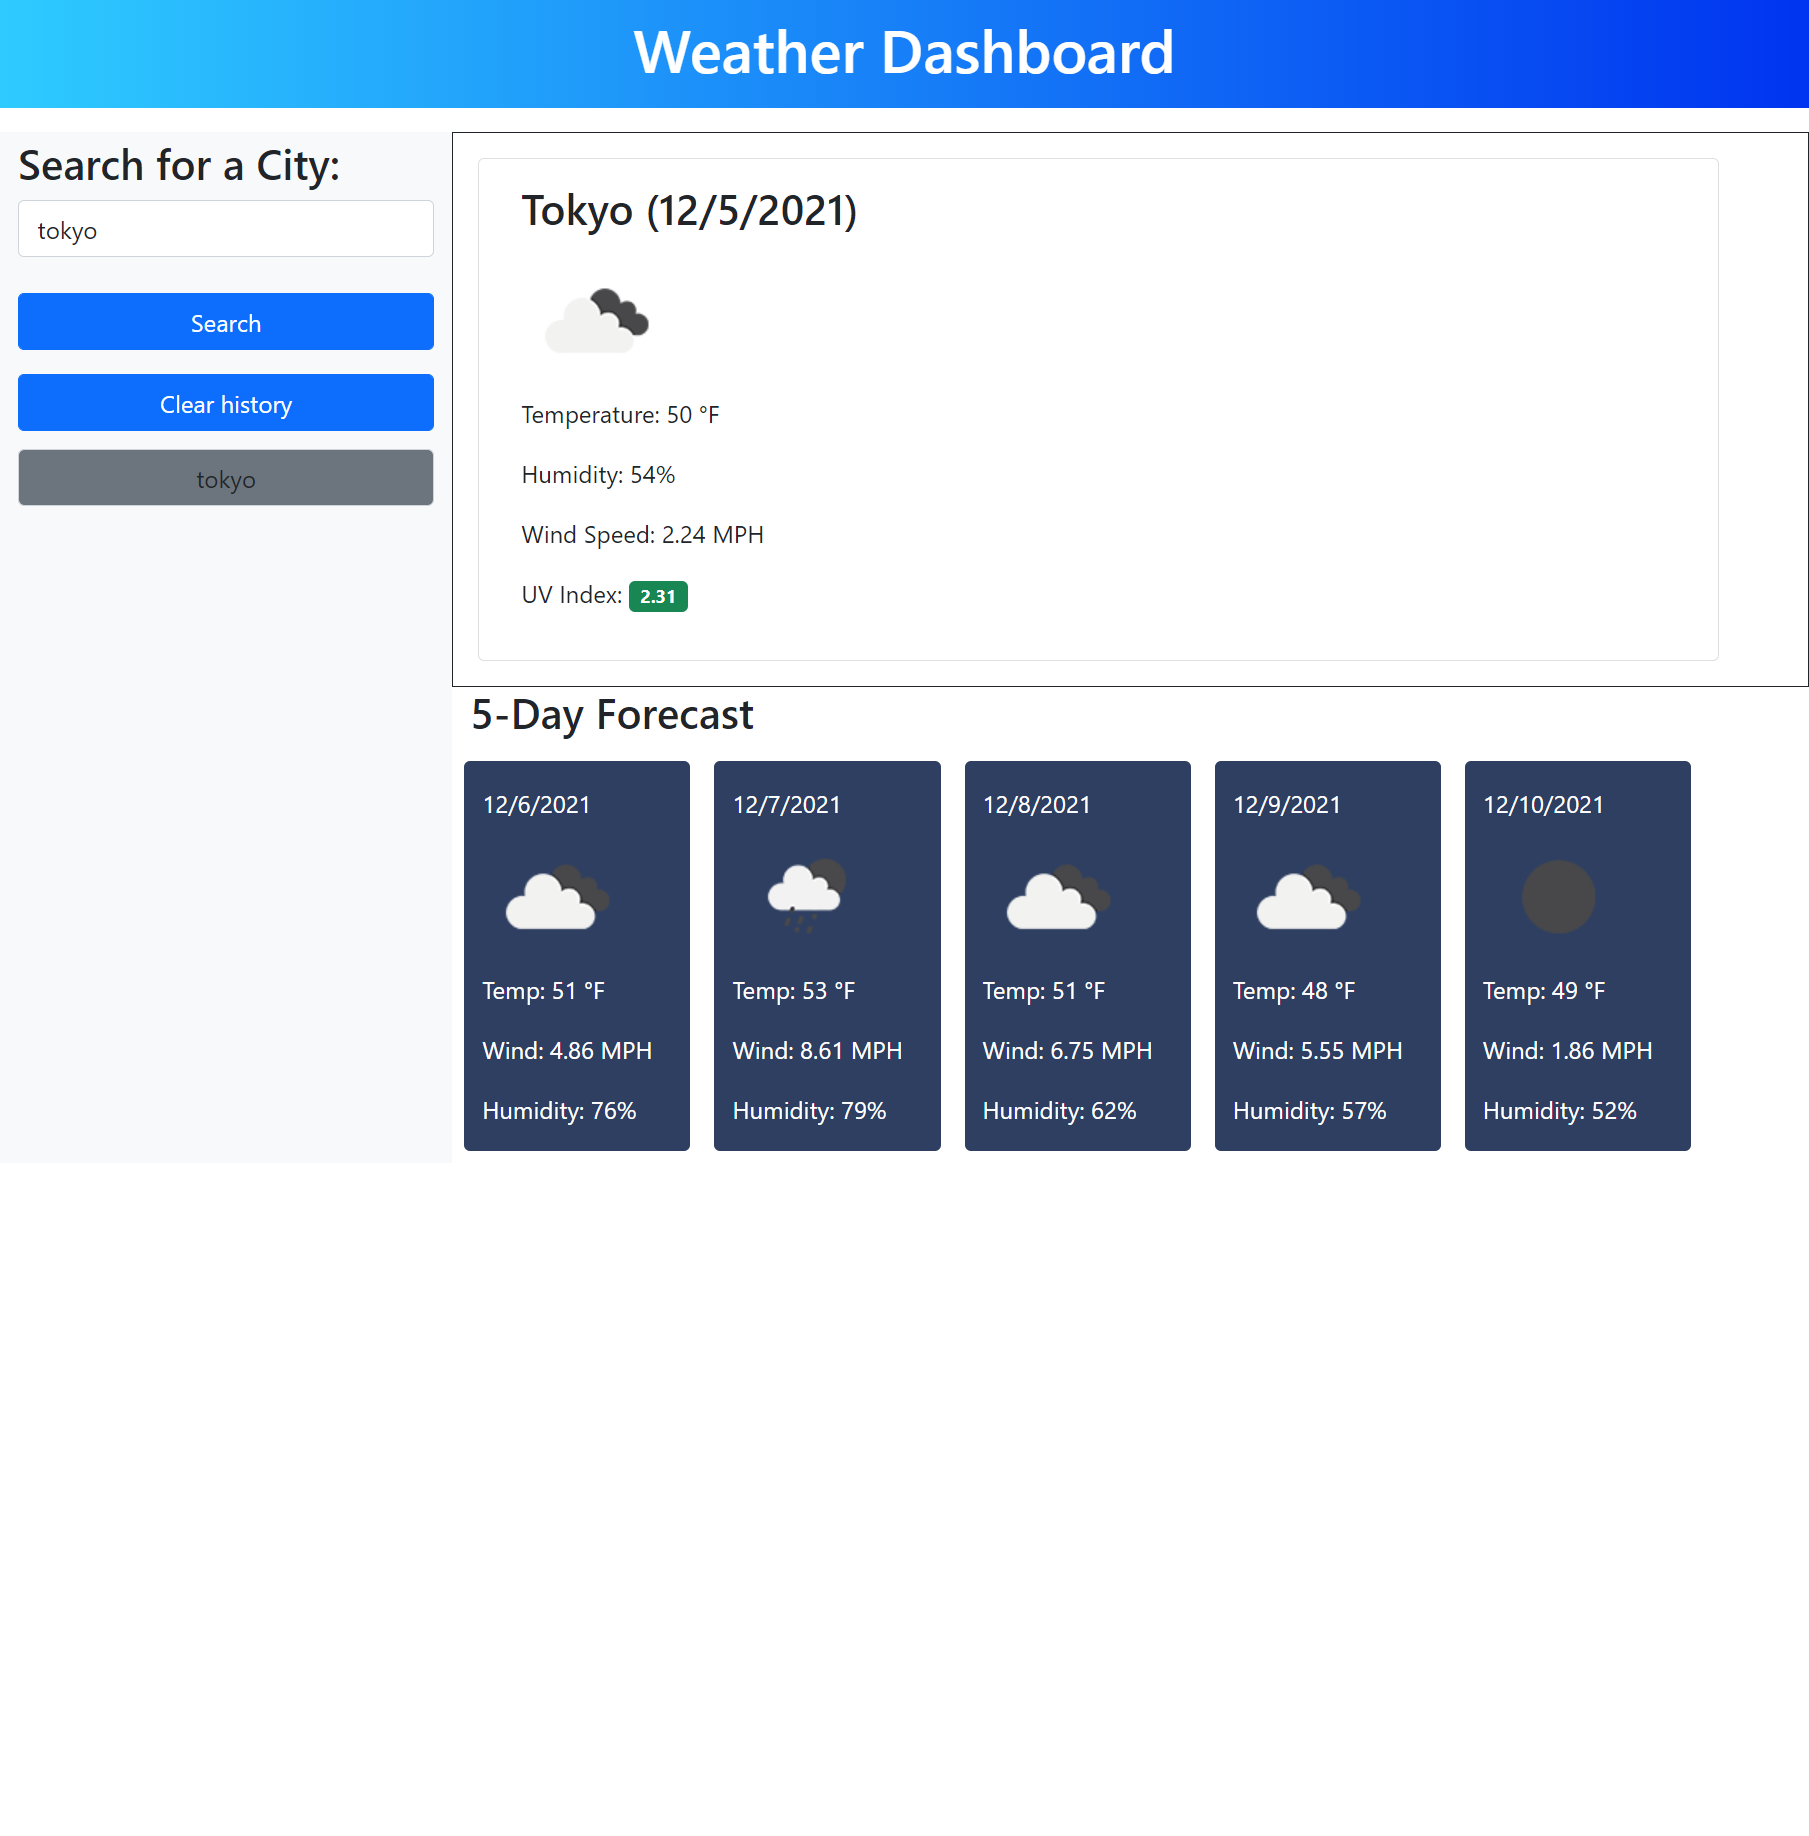 Weather Dashboard
Search for a City:
tokyo
Search
Clear history
tokyo
Tokyo (12/5/2021)
Temperature: 50 °F
Humidity: 54%
Wind Speed: 2.24 MPH
UV Index: 2.31
5-Day Forecast
12/6/2021
Temp: 51 °F
Wind: 4.86 MPH
Humidity: 76%
12/7/2021
Temp: 53 °F
Wind: 8.61 MPH
Humidity: 79%
12/8/2021
Temp: 51 °F
Wind: 6.75 MPH
Humidity: 62%
12/9/2021
Temp: 48 °F
Wind: 5.55 MPH
Humidity: 57%
12/10/2021
Temp: 49 °F
Wind: 1.86 MPH
Humidity: 52%